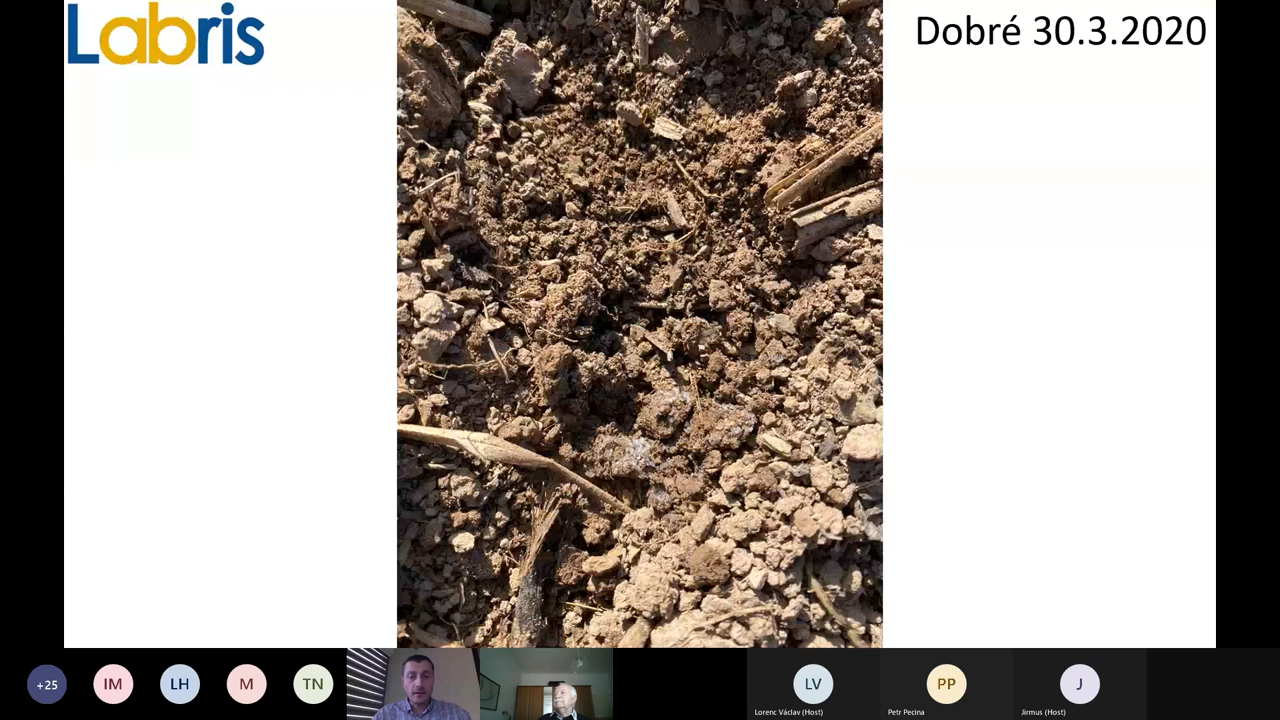 Labris
Dobré 30.3.2020
+25
IM
LH
M
TN
LV
PP
J
Lorenc Václav (Host)
Petr Pecina
Jirmus (Host)